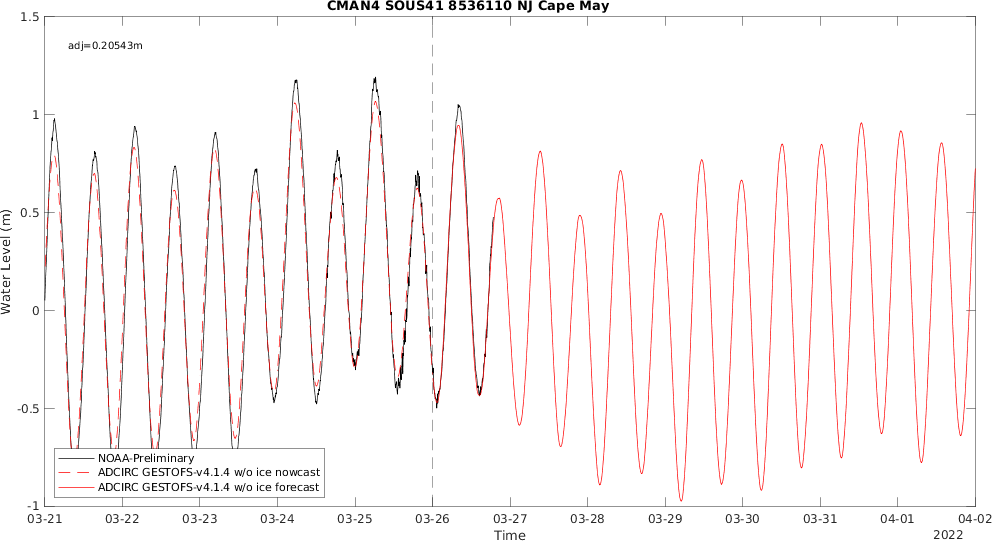 CMAN4 SOUS41 8536110 NJ Cape May
1.5
adj=0.20543m
1
0.5
0
-0.5
-1
Water Level (m)
NOAA-Preliminary
ADCIRC GESTOFS-v4.1.4 w/o ice nowcast
ADCIRC GESTOFS-v4.1.4 w/o ice forecast
03-21 03-22 03-23 03-24 03-25 03-26 03-27 03-28 03-29 03-30 03-31 04-01 04-02
Time
2022